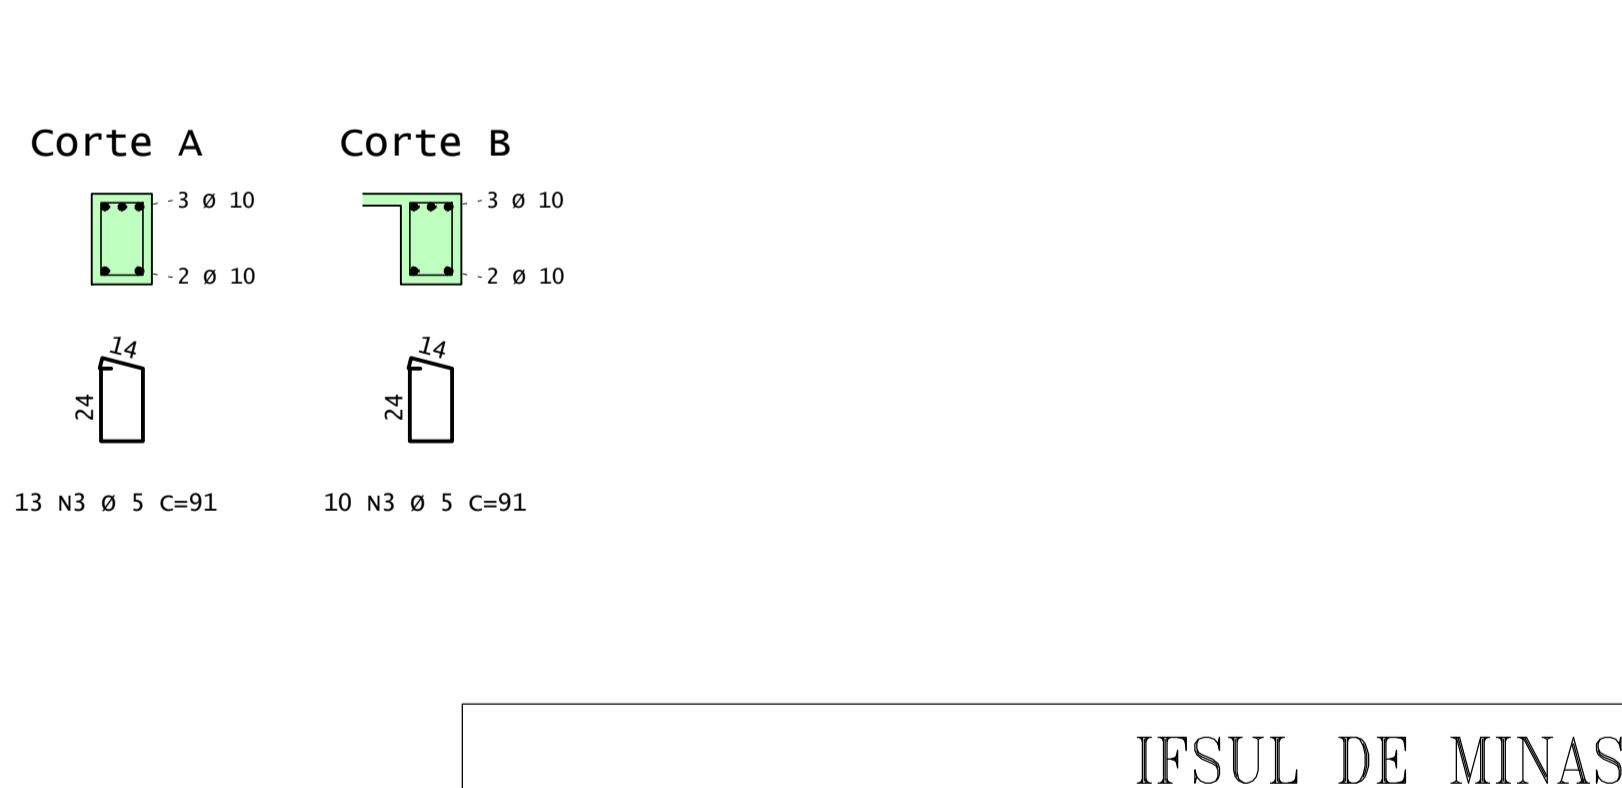 Corte A
-3 Ø 10
-2 Ø 10
14
24
13 N3 Ø 5 C=91
Corte B
-3 Ø 10
-2 Ø 10
14
24
10 N3 Ø 5 C=91
IFSUL DE MINAS